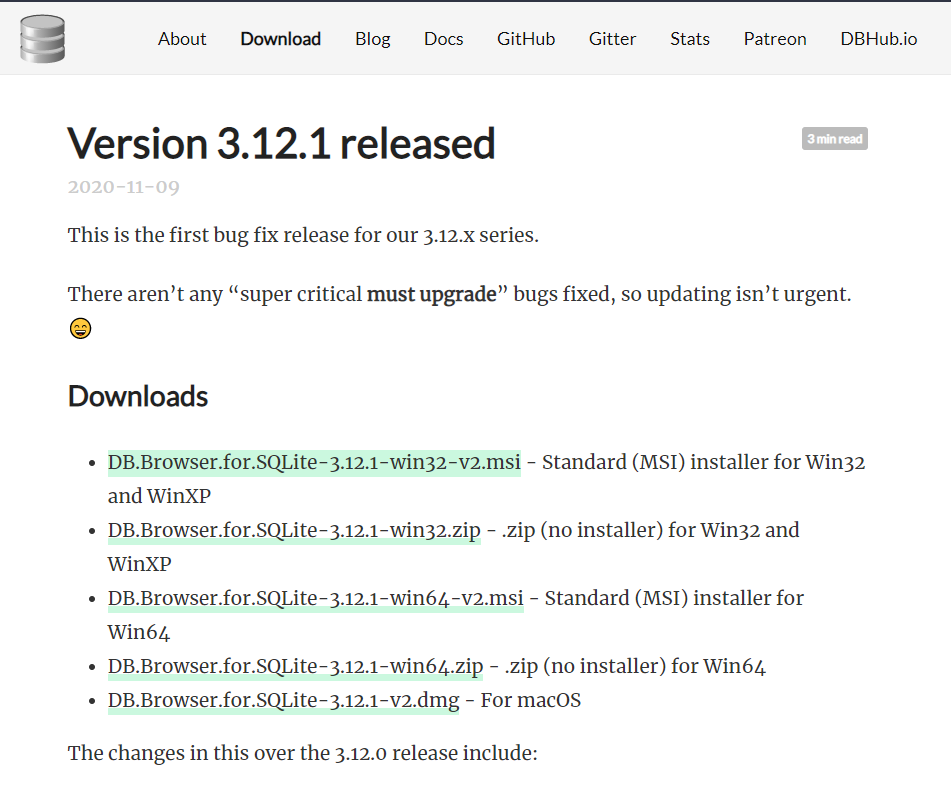 About Download Blog Docs GitHub Gitter Stats Patreon DBHub.io
Version 3.12.1 released
3 min read
2020-11-09
This is the first bug fix release for our 3.12.x series.
There aren’t any “super critical must upgrade” bugs fixed, so updating isn’t urgent.
😄
Downloads
• DB.Browser.for.SQLite-3.12.1-win32-v2.msi - Standard (MSI) installer for Win32
and WinXP
• DB.Browser.for.SQLite-3.12.1-win32.zip - .zip (no installer) for Win32 and
WinXP
• DB.Browser.for.SQLite-3.12.1-win64-v2.msi - Standard (MSI) installer for
Win64
• DB.Browser.for.SQLite-3.12.1-win64.zip - .zip (no installer) for Win64
• DB.Browser.for.SQLite-3.12.1-v2.dmg - For macOS
The changes in this over the 3.12.0 release include: